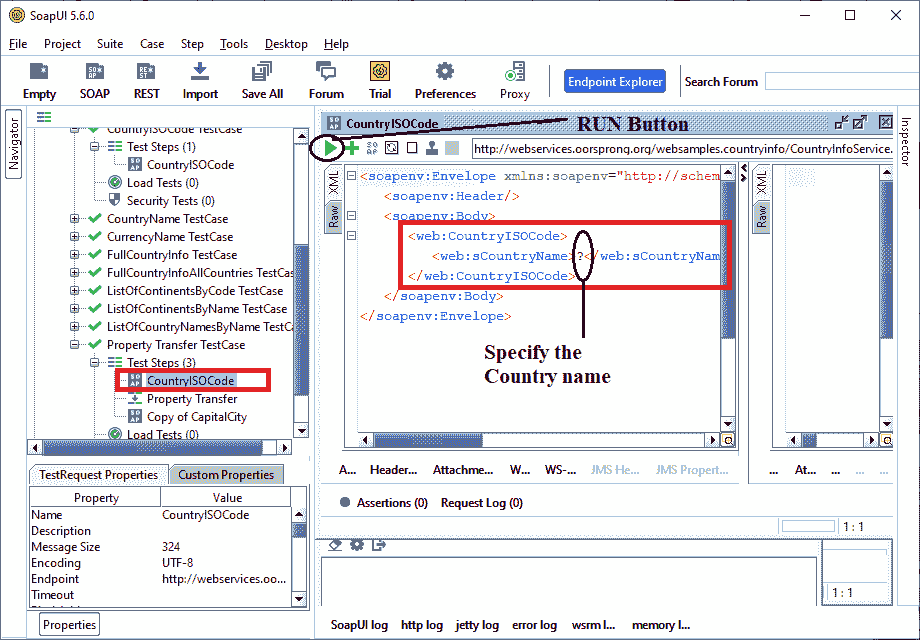 SoapUI 5.6.0
File Project Suite Case Step Tools Desktop Help
Empty SOAP REST Import Save All Forum Trial Preferences Proxy Endpoint Explorer Search Forum
Navigator
CountryISOCode TestCase
Test Steps (1)
CountryISOCode
Load Tests (0)
Security Tests (0)
CountryName TestCase
CurrencyName TestCase
FullCountryInfo TestCase
FullCountryInfoAllCountries TestCas
ListOfContinentsByCode TestCase
ListOfContinentsByName TestCase
ListOfCountryNamesByName TestCa
Property Transfer TestCase
Test Steps (3)
CountryISOCode
Property Transfer
Copy of CapitalCity
Load Tests (0)
TestRequest Properties Custom Properties
Property Value
Name CountryISOCode
Description
Message Size 324
Encoding UTF-8
Endpoint http://webservices.oo...
Timeout
Properties
CountryISOCode
RUN Button
http://webservices.oorsprong.org/websamples.countryinfo/CountryInfoService.
XML
Raw
<soapenv:Envelope xmlns:soapenv="http://schem
<soapenv:Header/>
<soapenv:Body>
<web:CountryISOCode>
<web:sCountryName>?</web:sCountryNam
</web:CountryISOCode>
</soapenv:Body>
</soapenv:Envelope>
Specify the
Country name
XML
Raw
Inspector
A... Header... Attachme... W... WS-... JMS He... JMS Propert...
... At... ... ... ...
Assertions (0) Request Log (0)
1 : 1
1 : 1
SoapUI log http log jetty log error log wsrm l... memory l...